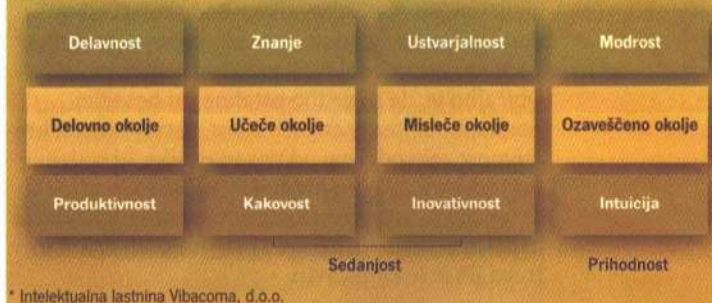 Delavnost Znanje Ustvarjalnost Modrost
Delovno okolje Učeče okolje Misleče okolje Ozaveščeno okolje
Produktivnost Kakovost Inovativnost Intuicija
Sedanjost Prihodnost
* Intelektualna lastnina Vibacoma, d.o.o.